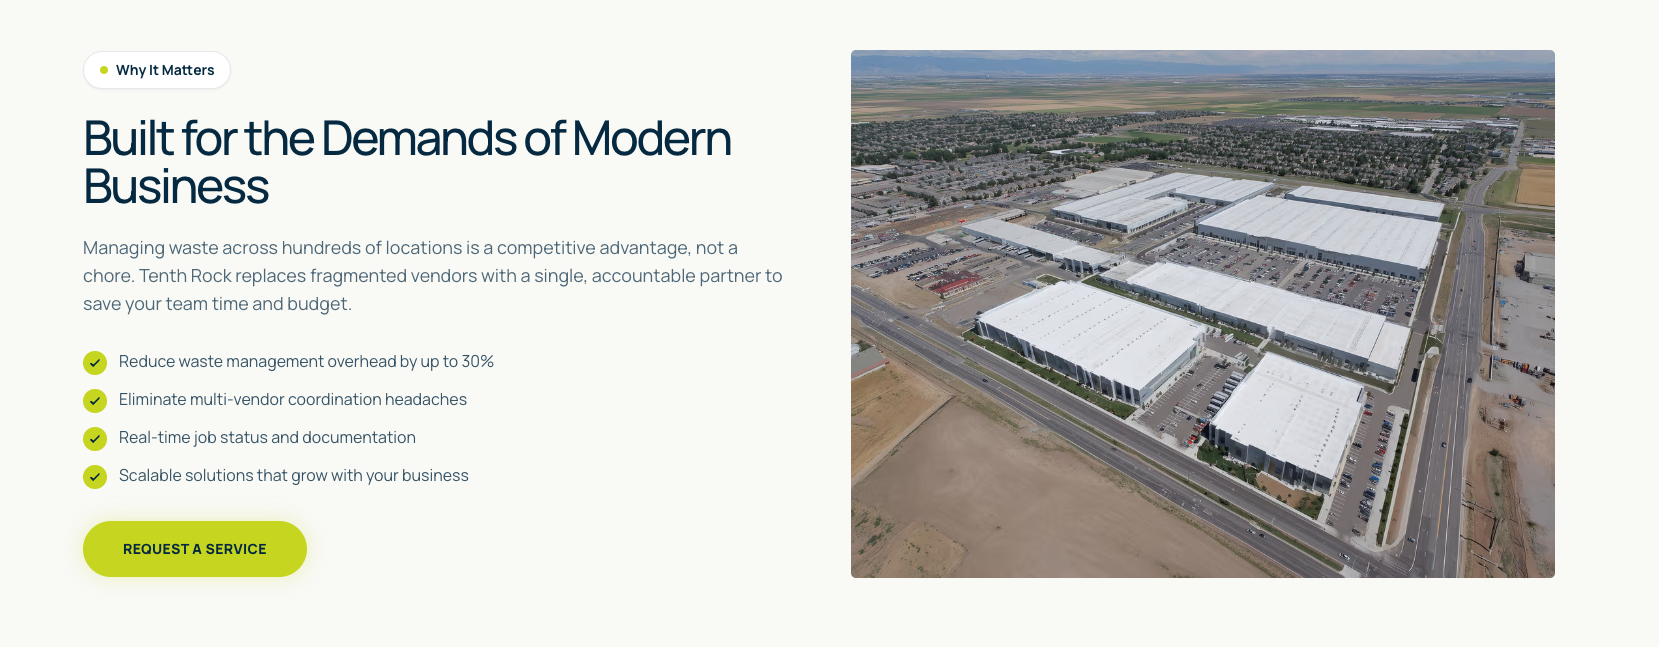 Why It Matters
Built for the Demands of Modern
Business
Managing waste across hundreds of locations is a competitive advantage, not a
chore. Tenth Rock replaces fragmented vendors with a single, accountable partner to
save your team time and budget.
Reduce waste management overhead by up to 30%
Eliminate multi-vendor coordination headaches
Real-time job status and documentation
Scalable solutions that grow with your business
REQUEST A SERVICE